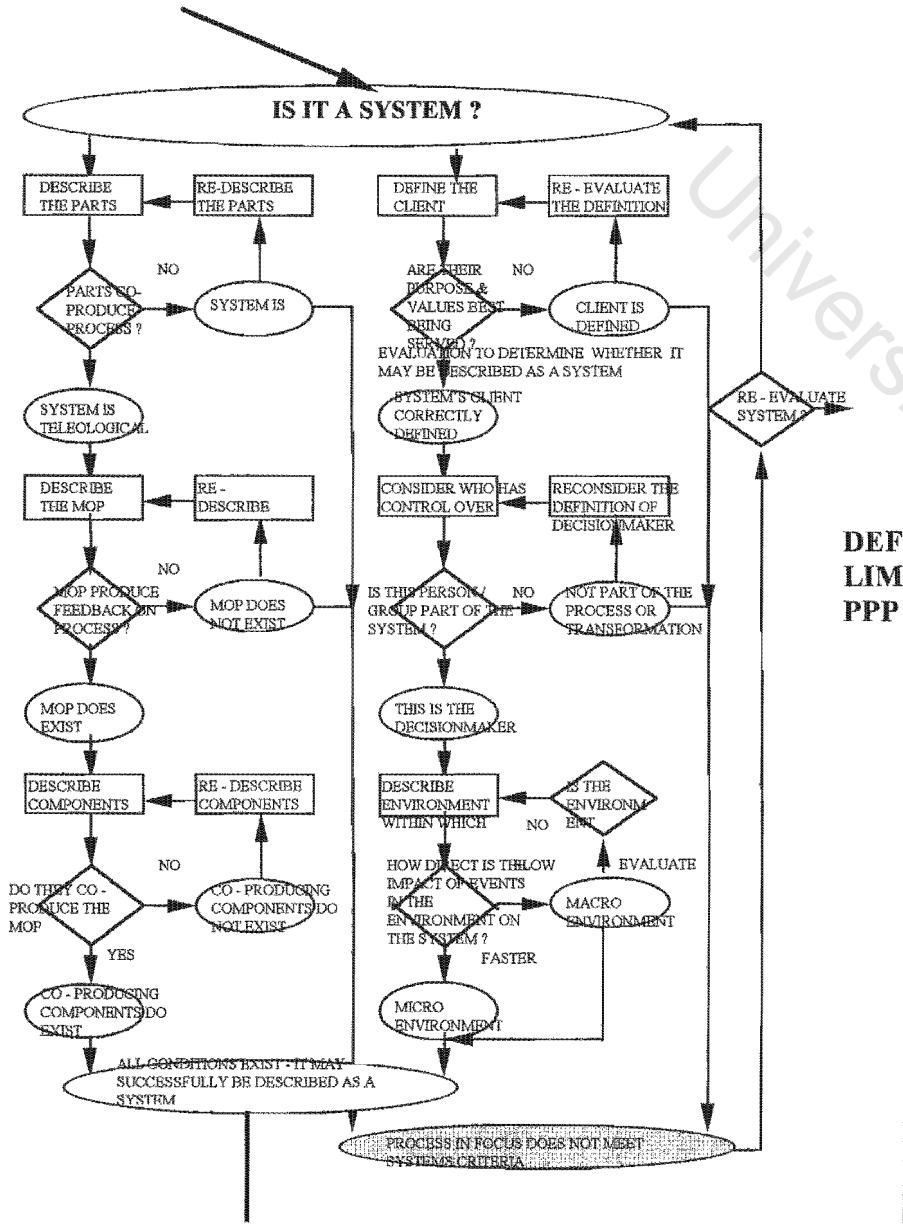 IS IT A SYSTEM ?
DESCRIBE
THE PARTS
RE-DESCRIBE
THE PARTS
NO
PARTS CO-
PRODUCE
PROCESS ?
SYSTEM IS
SYSTEM IS
TELEOLOGICAL
DESCRIBE
THE MOP
RE -
DESCRIBE
NO
MOP PRODUCE
FEEDBACK ON
PROCESS ?
MOP DOES
NOT EXIST
MOP DOES
EXIST
DESCRIBE
COMPONENTS
RE - DESCRIBE
COMPONENTS
NO
DO THEY CO -
PRODUCE THE
MOP
CO - PRODUCING
COMPONENTS DO
NOT EXIST
YES
CO - PRODUCING
COMPONENTS DO
EXIST
DEFINE THE
CLIENT
RE - EVALUATE
THE DEFINITION
ARE THEIR
PURPOSE &
VALUES BEST
BEING
SERVED ?
NO
CLIENT IS
DEFINED
EVALUATION TO DETERMINE WHETHER IT
MAY BE DESCRIBED AS A SYSTEM
SYSTEM'S CLIENT
CORRECTLY
DEFINED
CONSIDER WHO HAS
CONTROL OVER
RECONSIDER THE
DEFINITION OF
DECISIONMAKER
IS THIS PERSON /
GROUP PART OF THE
SYSTEM ?
NO
NOT PART OF THE
PROCESS OR
TRANSFORMATION
THIS IS THE
DECISIONMAKER
DESCRIBE
ENVIRONMENT
WITHIN WHICH
IS THE
ENVIRONM
ENT
NO
HOW DIRECT IS THE
IMPACT OF EVENTS
IN THE
ENVIRONMENT ON
THE SYSTEM ?
EVALUATE
MACRO
ENVIRONMENT
FASTER
MICRO
ENVIRONMENT
ALL CONDITIONS EXIST - IT MAY
SUCCESSFULLY BE DESCRIBED AS A
SYSTEM
PROCESS IN FOCUS DOES NOT MEET
SYSTEMS CRITERIA
RE - EVALUATE
SYSTEM ?
DEF
LIM
PPP
Univers